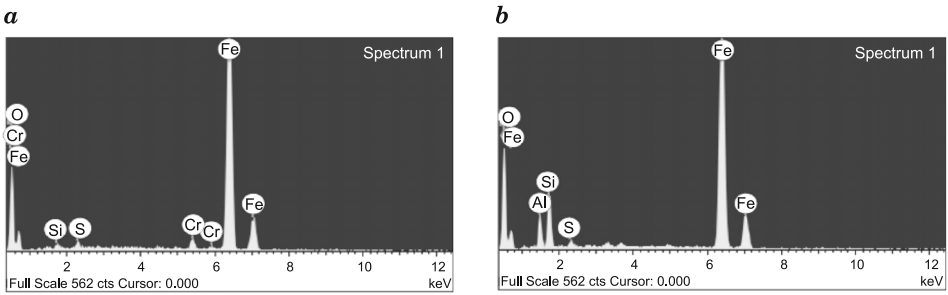 a
Spectrum 1
Fe
O
Cr
Fe
Si
S
Cr
Cr
Fe
2 4 6 8 10 12
Full Scale 562 cts Cursor: 0.000 keV
b
Spectrum 1
Fe
O
Fe
Si
Al
S
Fe
2 4 6 8 10 12
Full Scale 562 cts Cursor: 0.000 keV